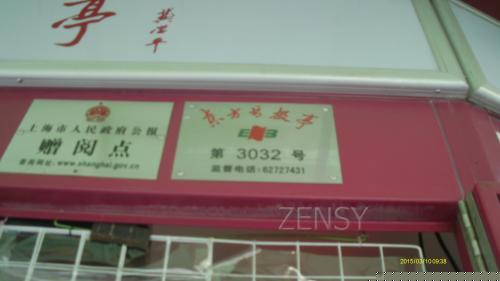 亭
上海市人民政府公报
赠阅点
查阅网址:www.shanghai.gov.cn
东方书报亭
第 3032 号
监督电话:62727431
ZENSY
2015/03/10 09:38